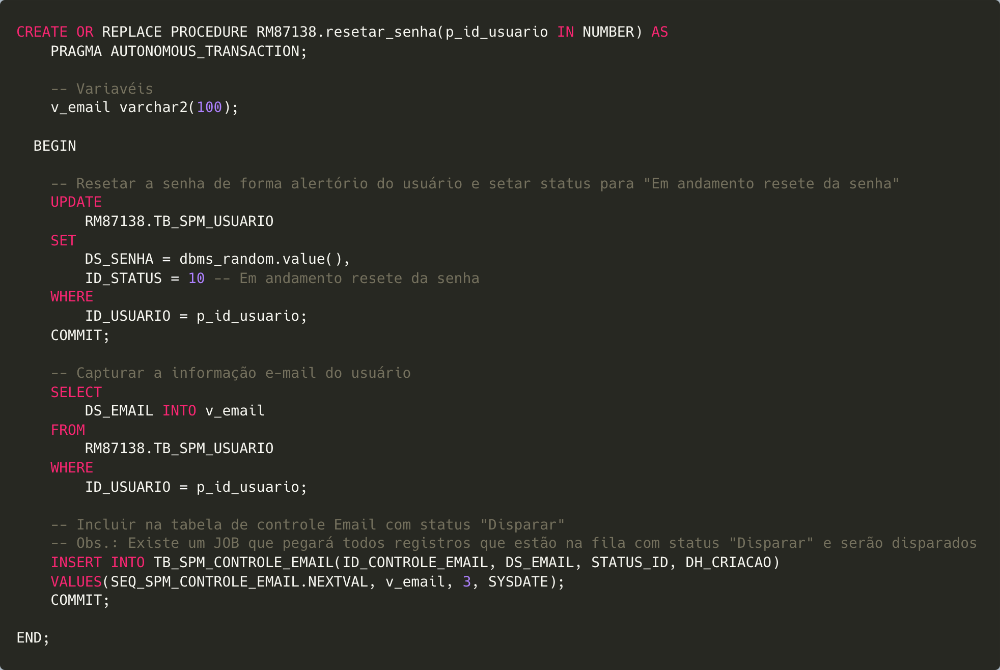 CREATE OR REPLACE PROCEDURE RM87138.resetar_senha(p_id_usuario IN NUMBER) AS
    PRAGMA AUTONOMOUS_TRANSACTION;

    -- Variavéis
    v_email varchar2(100);

  BEGIN

    -- Resetar a senha de forma alertório do usuário e setar status para "Em andamento resete da senha"
    UPDATE
        RM87138.TB_SPM_USUARIO
    SET
        DS_SENHA = dbms_random.value(),
        ID_STATUS = 10 -- Em andamento resete da senha
    WHERE
        ID_USUARIO = p_id_usuario;
    COMMIT;

    -- Capturar a informação e-mail do usuário
    SELECT
        DS_EMAIL INTO v_email
    FROM
        RM87138.TB_SPM_USUARIO
    WHERE
        ID_USUARIO = p_id_usuario;

    -- Incluir na tabela de controle Email com status "Disparar"
    -- Obs.: Existe um JOB que pegará todos registros que estão na fila com status "Disparar" e serão disparados
    INSERT INTO TB_SPM_CONTROLE_EMAIL(ID_CONTROLE_EMAIL, DS_EMAIL, STATUS_ID, DH_CRIACAO)
    VALUES(SEQ_SPM_CONTROLE_EMAIL.NEXTVAL, v_email, 3, SYSDATE);
    COMMIT;

END;